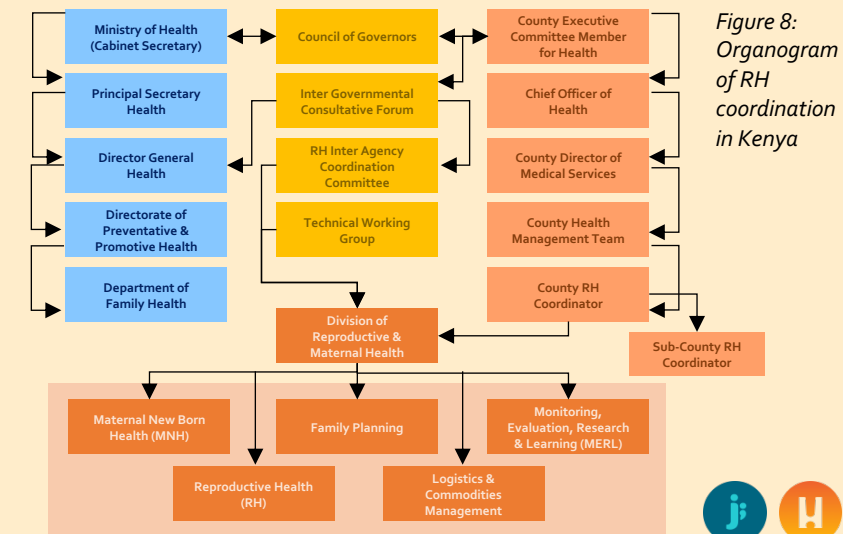 Ministry of Health
(Cabinet Secretary)
Council of Governors
County Executive
Committee Member
for Health
Figure 8:
Organogram
of RH
coordination
in Kenya
Principal Secretary
Health
Inter Governmental
Consultative Forum
Chief Officer of
Health
Director General
Health
RH Inter Agency
Coordination
Committee
County Director of
Medical Services
Directorate of
Preventative &
Promotive Health
Technical Working
Group
County Health
Management Team
Department of
Family Health
County RH
Coordinator
Division of
Reproductive &
Maternal Health
Sub-County RH
Coordinator
Maternal New Born
Health (MNH)
Family Planning
Monitoring,
Evaluation, Research
& Learning (MERL)
Reproductive Health
(RH)
Logistics &
Commodities
Management